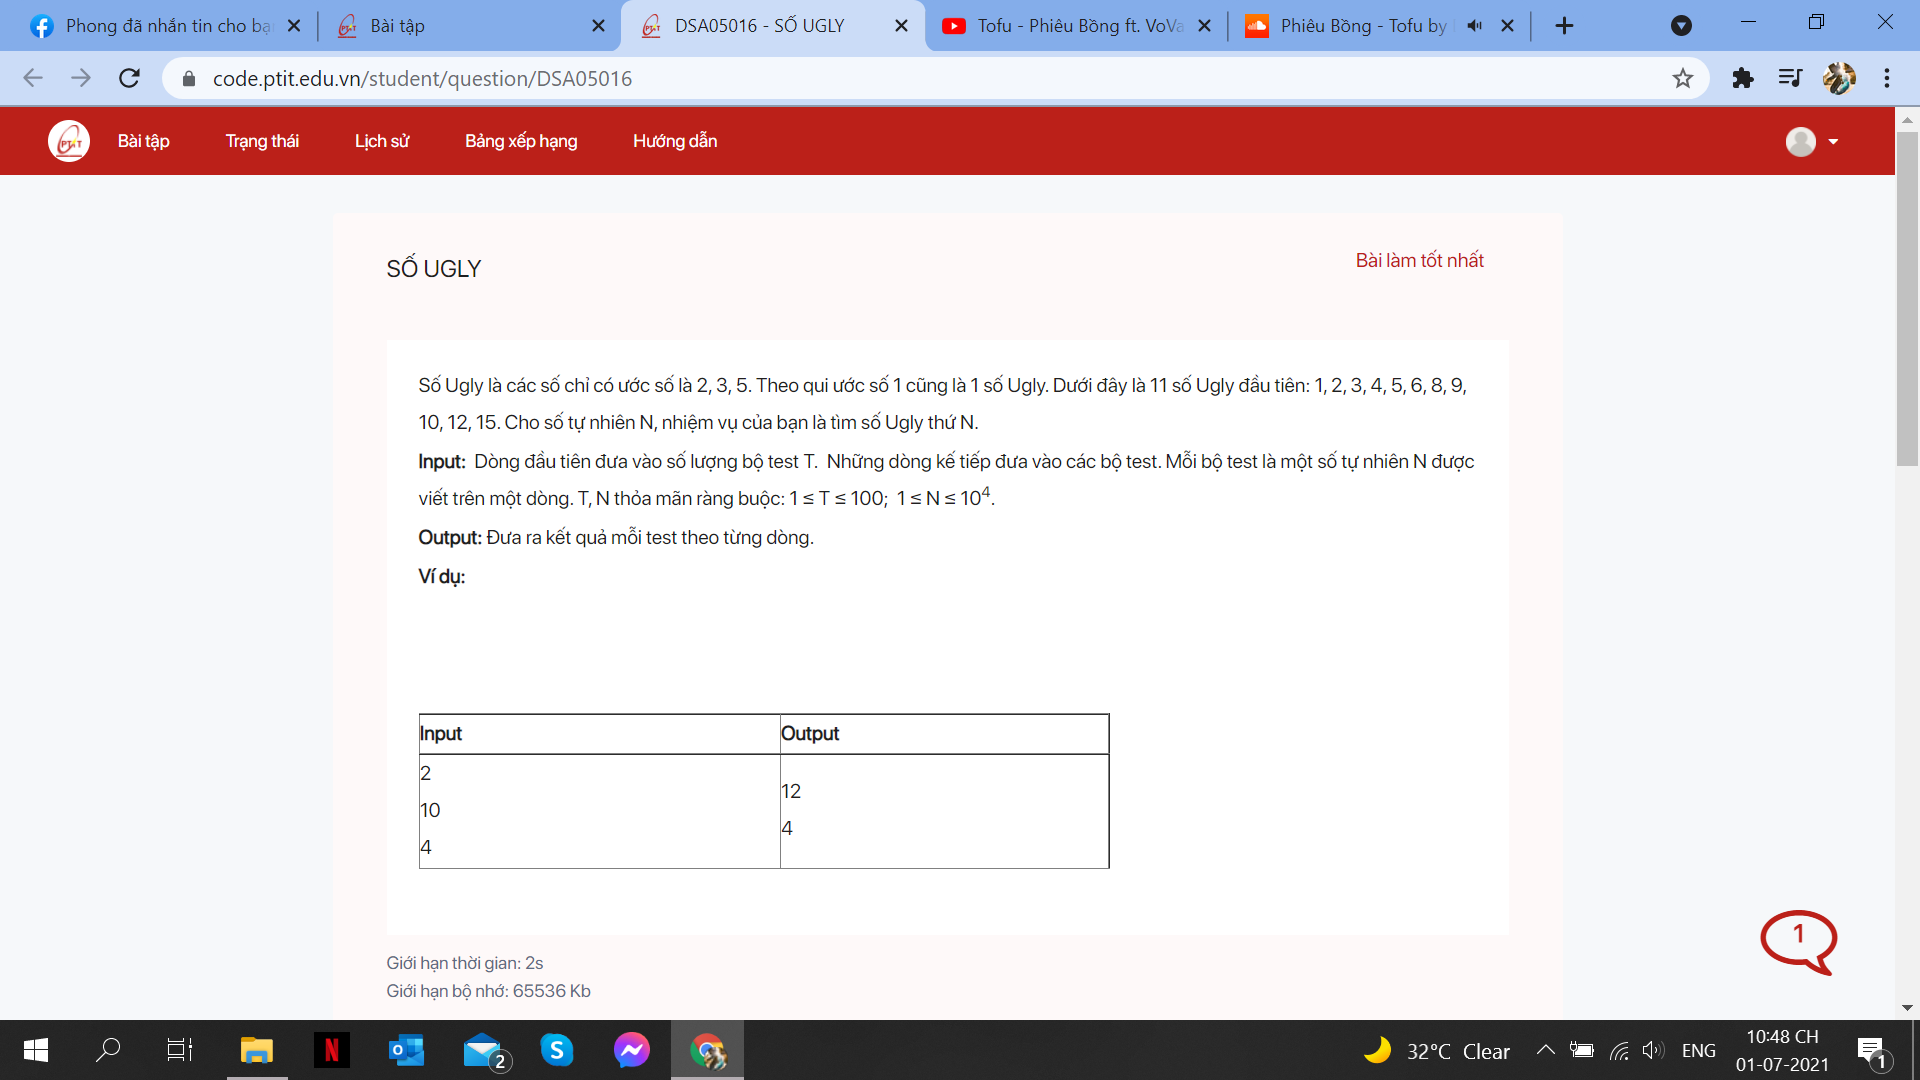 Phong đã nhắn tin cho bạ
Bài tập
DSA05016 - SỐ UGLY
Tofu - Phiêu Bồng ft. VoVa
Phiêu Bồng - Tofu by
code.ptit.edu.vn/student/question/DSA05016
Bài tập
Trạng thái
Lịch sử
Bảng xếp hạng
Hướng dẫn
SỐ UGLY
Bài làm tốt nhất
Số Ugly là các số chỉ có ước số là 2, 3, 5. Theo qui ước số 1 cũng là 1 số Ugly. Dưới đây là 11 số Ugly đầu tiên: 1, 2, 3, 4, 5, 6, 8, 9,
10, 12, 15. Cho số tự nhiên N, nhiệm vụ của bạn là tìm số Ugly thứ N.
Input: Dòng đầu tiên đưa vào số lượng bộ test T. Những dòng kế tiếp đưa vào các bộ test. Mỗi bộ test là một số tự nhiên N được
viết trên một dòng. T, N thỏa mãn ràng buộc: 1 ≤ T ≤ 100; 1 ≤ N ≤ 10⁴.
Output: Đưa ra kết quả mỗi test theo từng dòng.
Ví dụ:
Input
Output
2
10
4
12
4
1
Giới hạn thời gian: 2s
Giới hạn bộ nhớ: 65536 Kb
2
32°C Clear
ENG
10:48 CH
01-07-2021
1